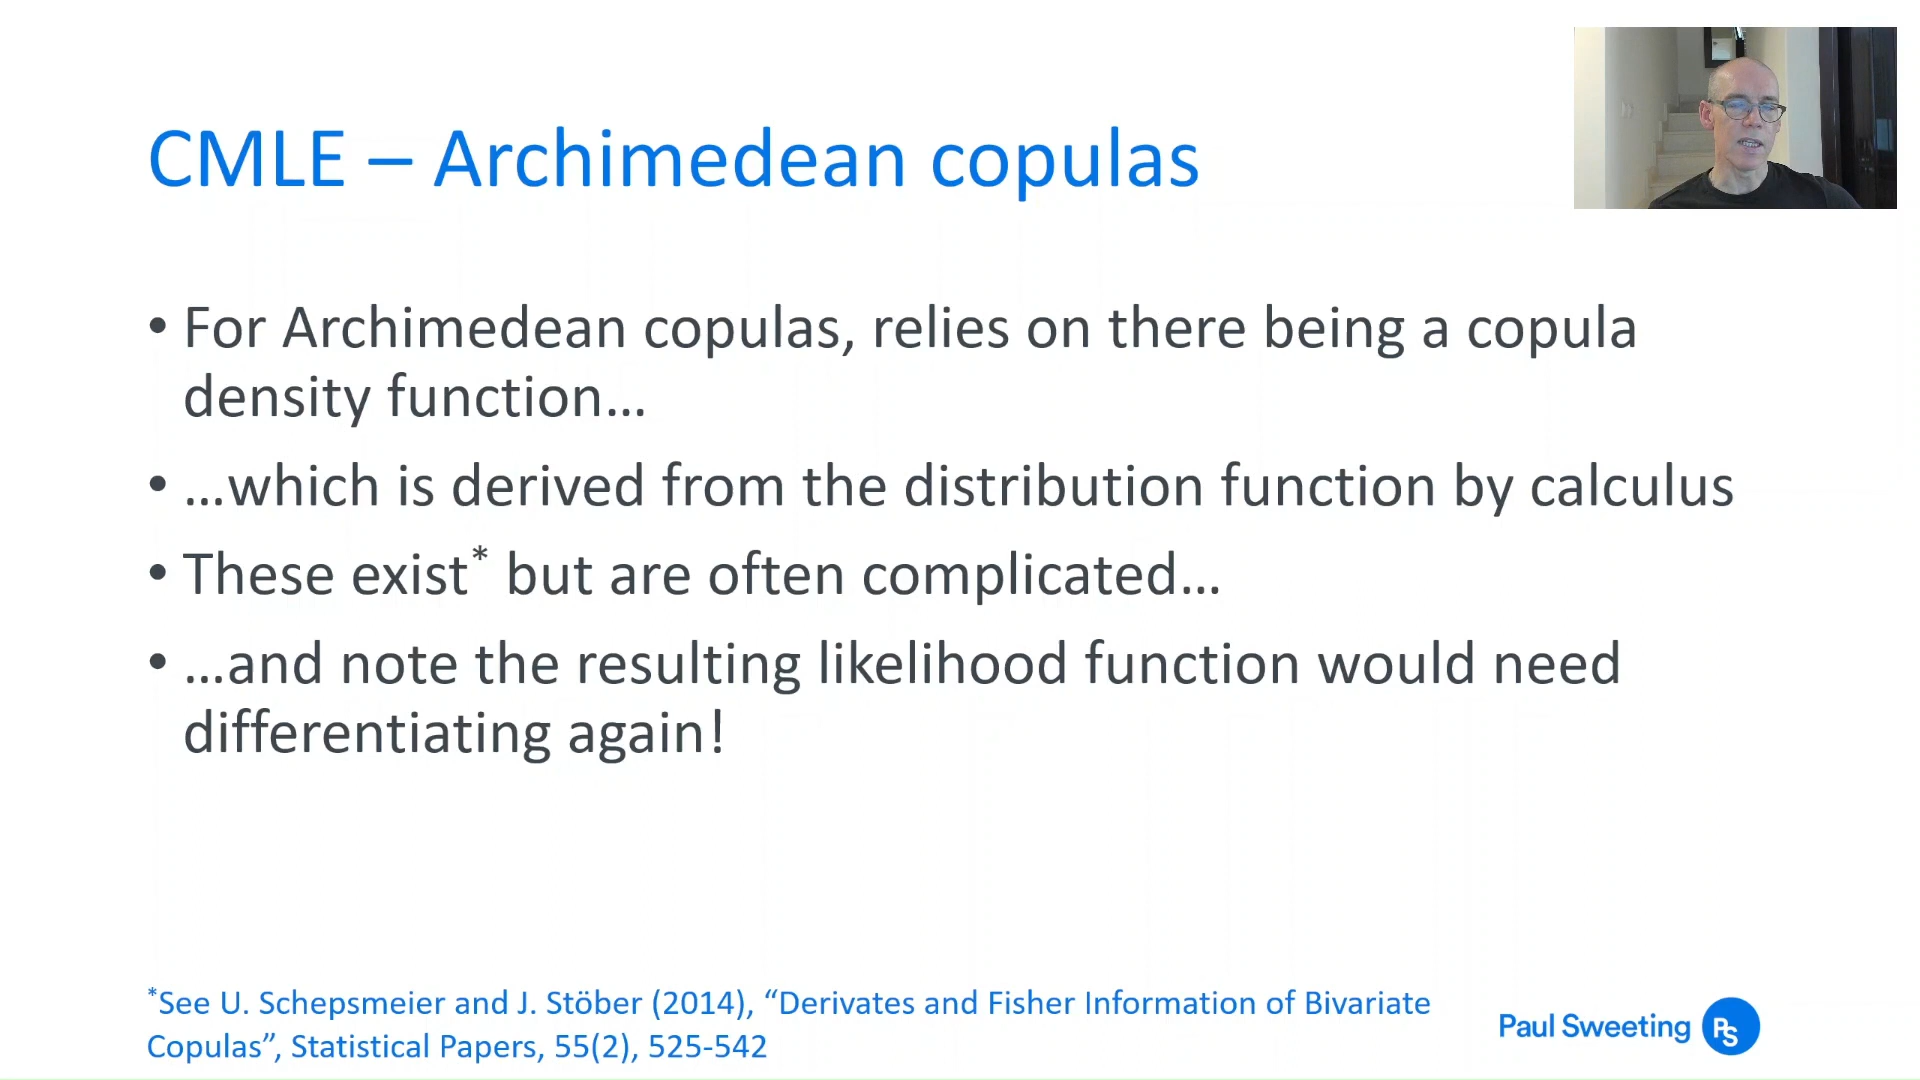 CMLE – Archimedean copulas
• For Archimedean copulas, relies on there being a copula
density function…
• …which is derived from the distribution function by calculus
• These exist* but are often complicated…
• …and note the resulting likelihood function would need
differentiating again!
*See U. Schepsmeier and J. Stöber (2014), “Derivates and Fisher Information of Bivariate
Copulas”, Statistical Papers, 55(2), 525-542
Paul Sweeting PS